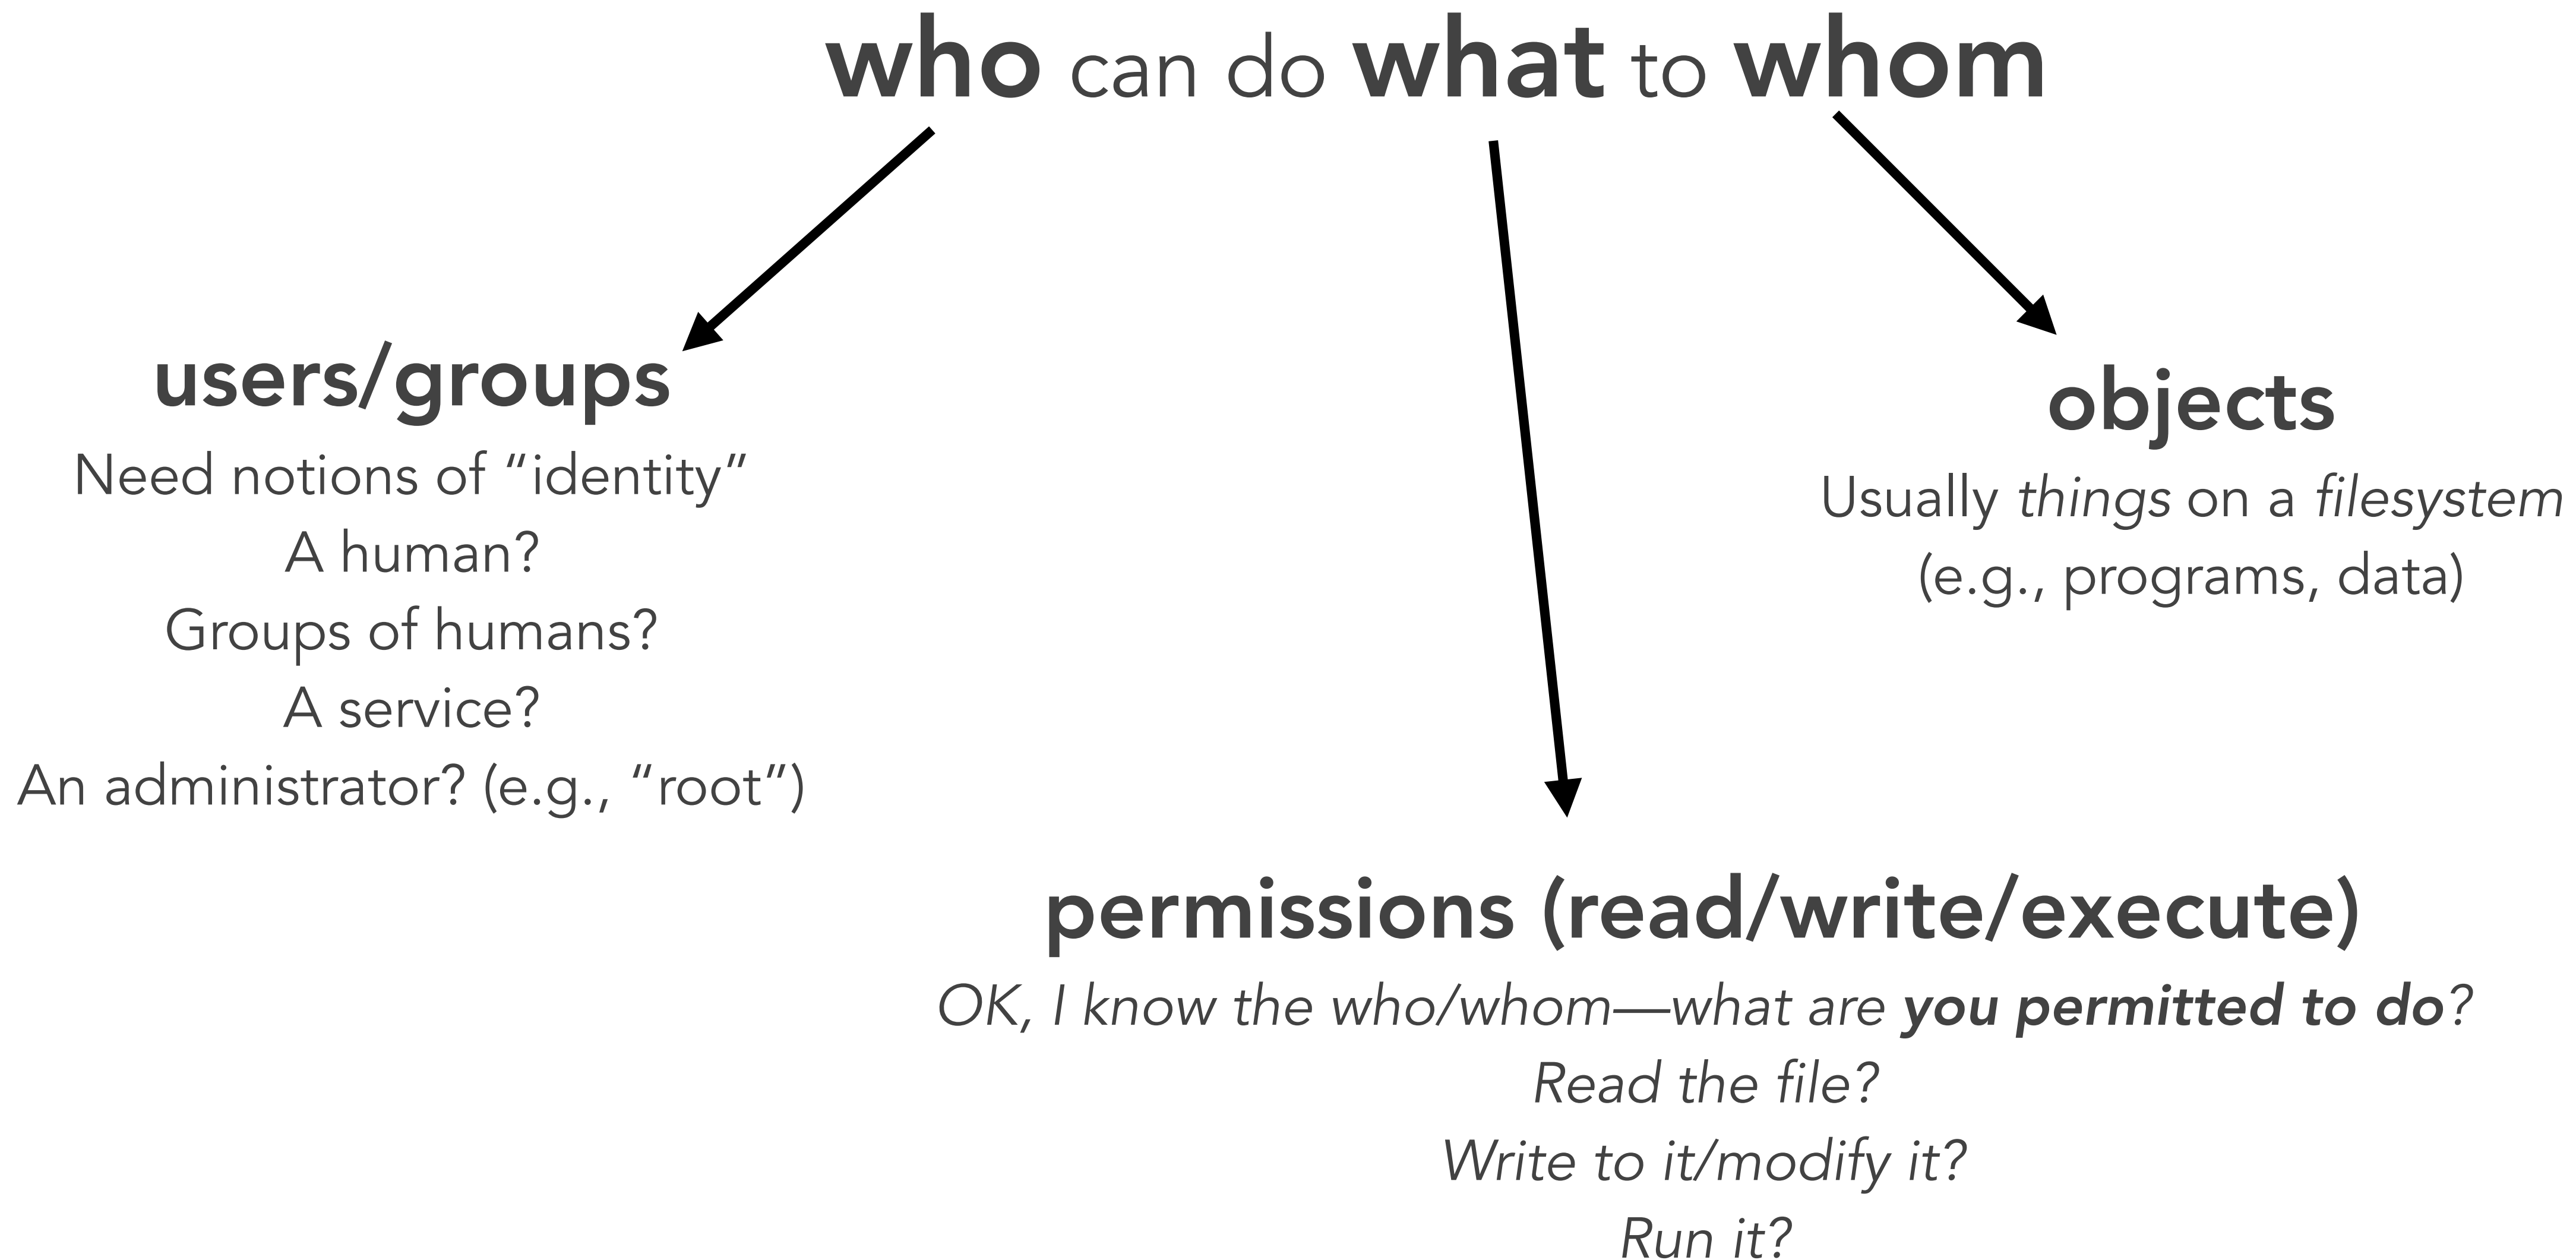 who can do what to whom
users/groups
Need notions of “identity”
A human?
Groups of humans?
A service?
An administrator? (e.g., “root”)
objects
Usually things on a filesystem
(e.g., programs, data)
permissions (read/write/execute)
OK, I know the who/whom—what are you permitted to do?
Read the file?
Write to it/modify it?
Run it?